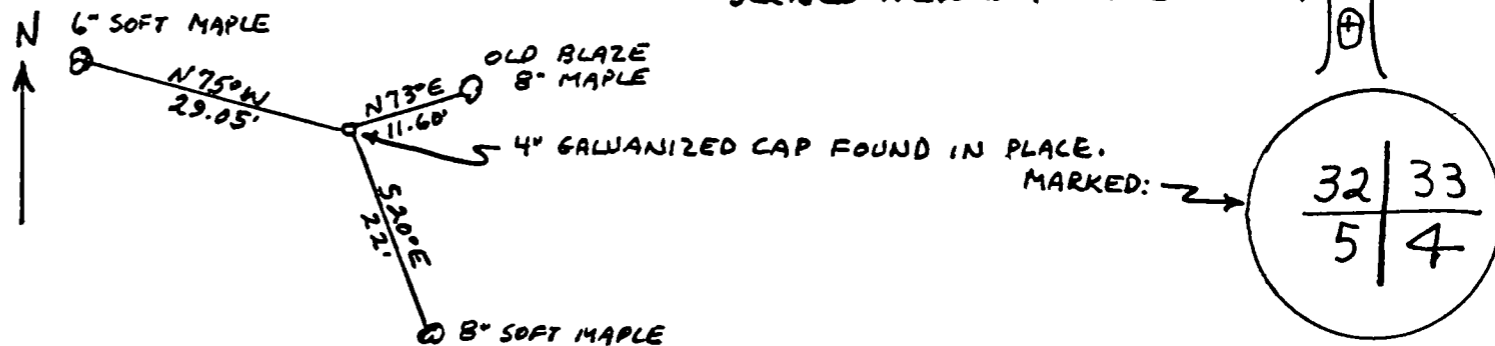 N
6" SOFT MAPLE
OLD BLAZE
8" MAPLE
N75°W
29.05'
N73°E
11.60'
4" GALVANIZED CAP FOUND IN PLACE.
MARKED:
32 33
5 4
S20°E
22'
8" SOFT MAPLE